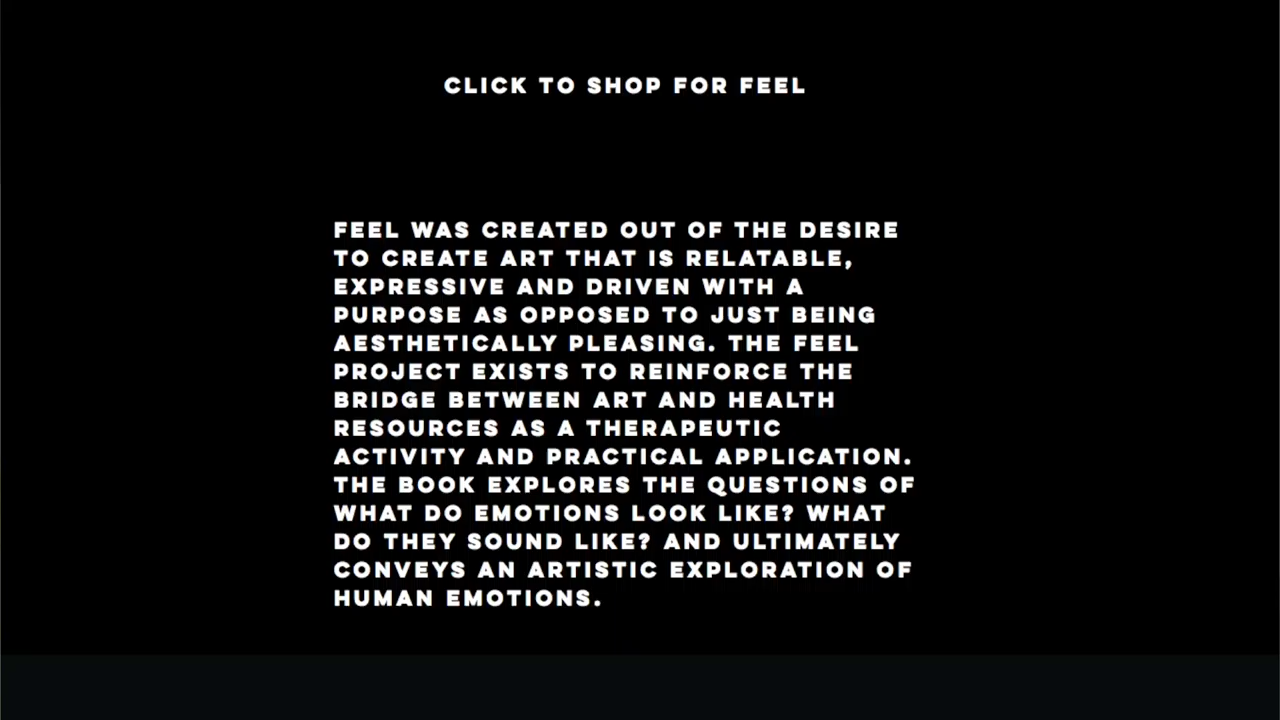 CLICK TO SHOP FOR FEEL
FEEL WAS CREATED OUT OF THE DESIRE
TO CREATE ART THAT IS RELATABLE,
EXPRESSIVE AND DRIVEN WITH A
PURPOSE AS OPPOSED TO JUST BEING
AESTHETICALLY PLEASING. THE FEEL
PROJECT EXISTS TO REINFORCE THE
BRIDGE BETWEEN ART AND HEALTH
RESOURCES AS A THERAPEUTIC
ACTIVITY AND PRACTICAL APPLICATION.
THE BOOK EXPLORES THE QUESTIONS OF
WHAT DO EMOTIONS LOOK LIKE? WHAT
DO THEY SOUND LIKE? AND ULTIMATELY
CONVEYS AN ARTISTIC EXPLORATION OF
HUMAN EMOTIONS.